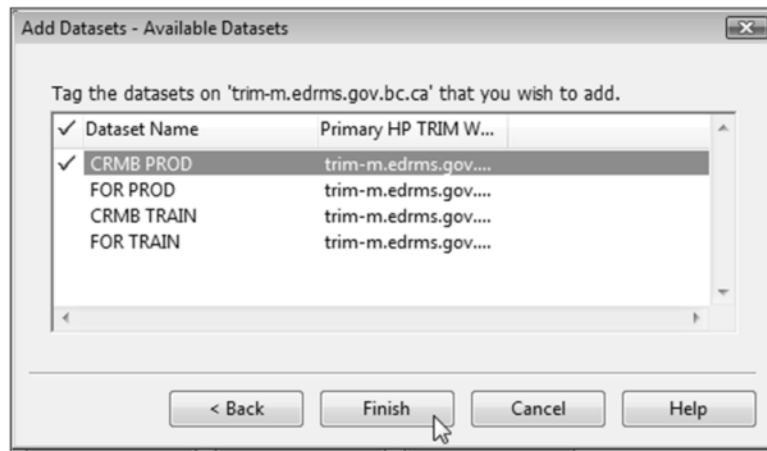 Add Datasets - Available Datasets
Tag the datasets on 'trim-m.edrms.gov.bc.ca' that you wish to add.
✓ Dataset Name Primary HP TRIM W...
✓ CRMB PROD trim-m.edrms.gov....
FOR PROD trim-m.edrms.gov....
CRMB TRAIN trim-m.edrms.gov....
FOR TRAIN trim-m.edrms.gov....
< Back Finish Cancel Help